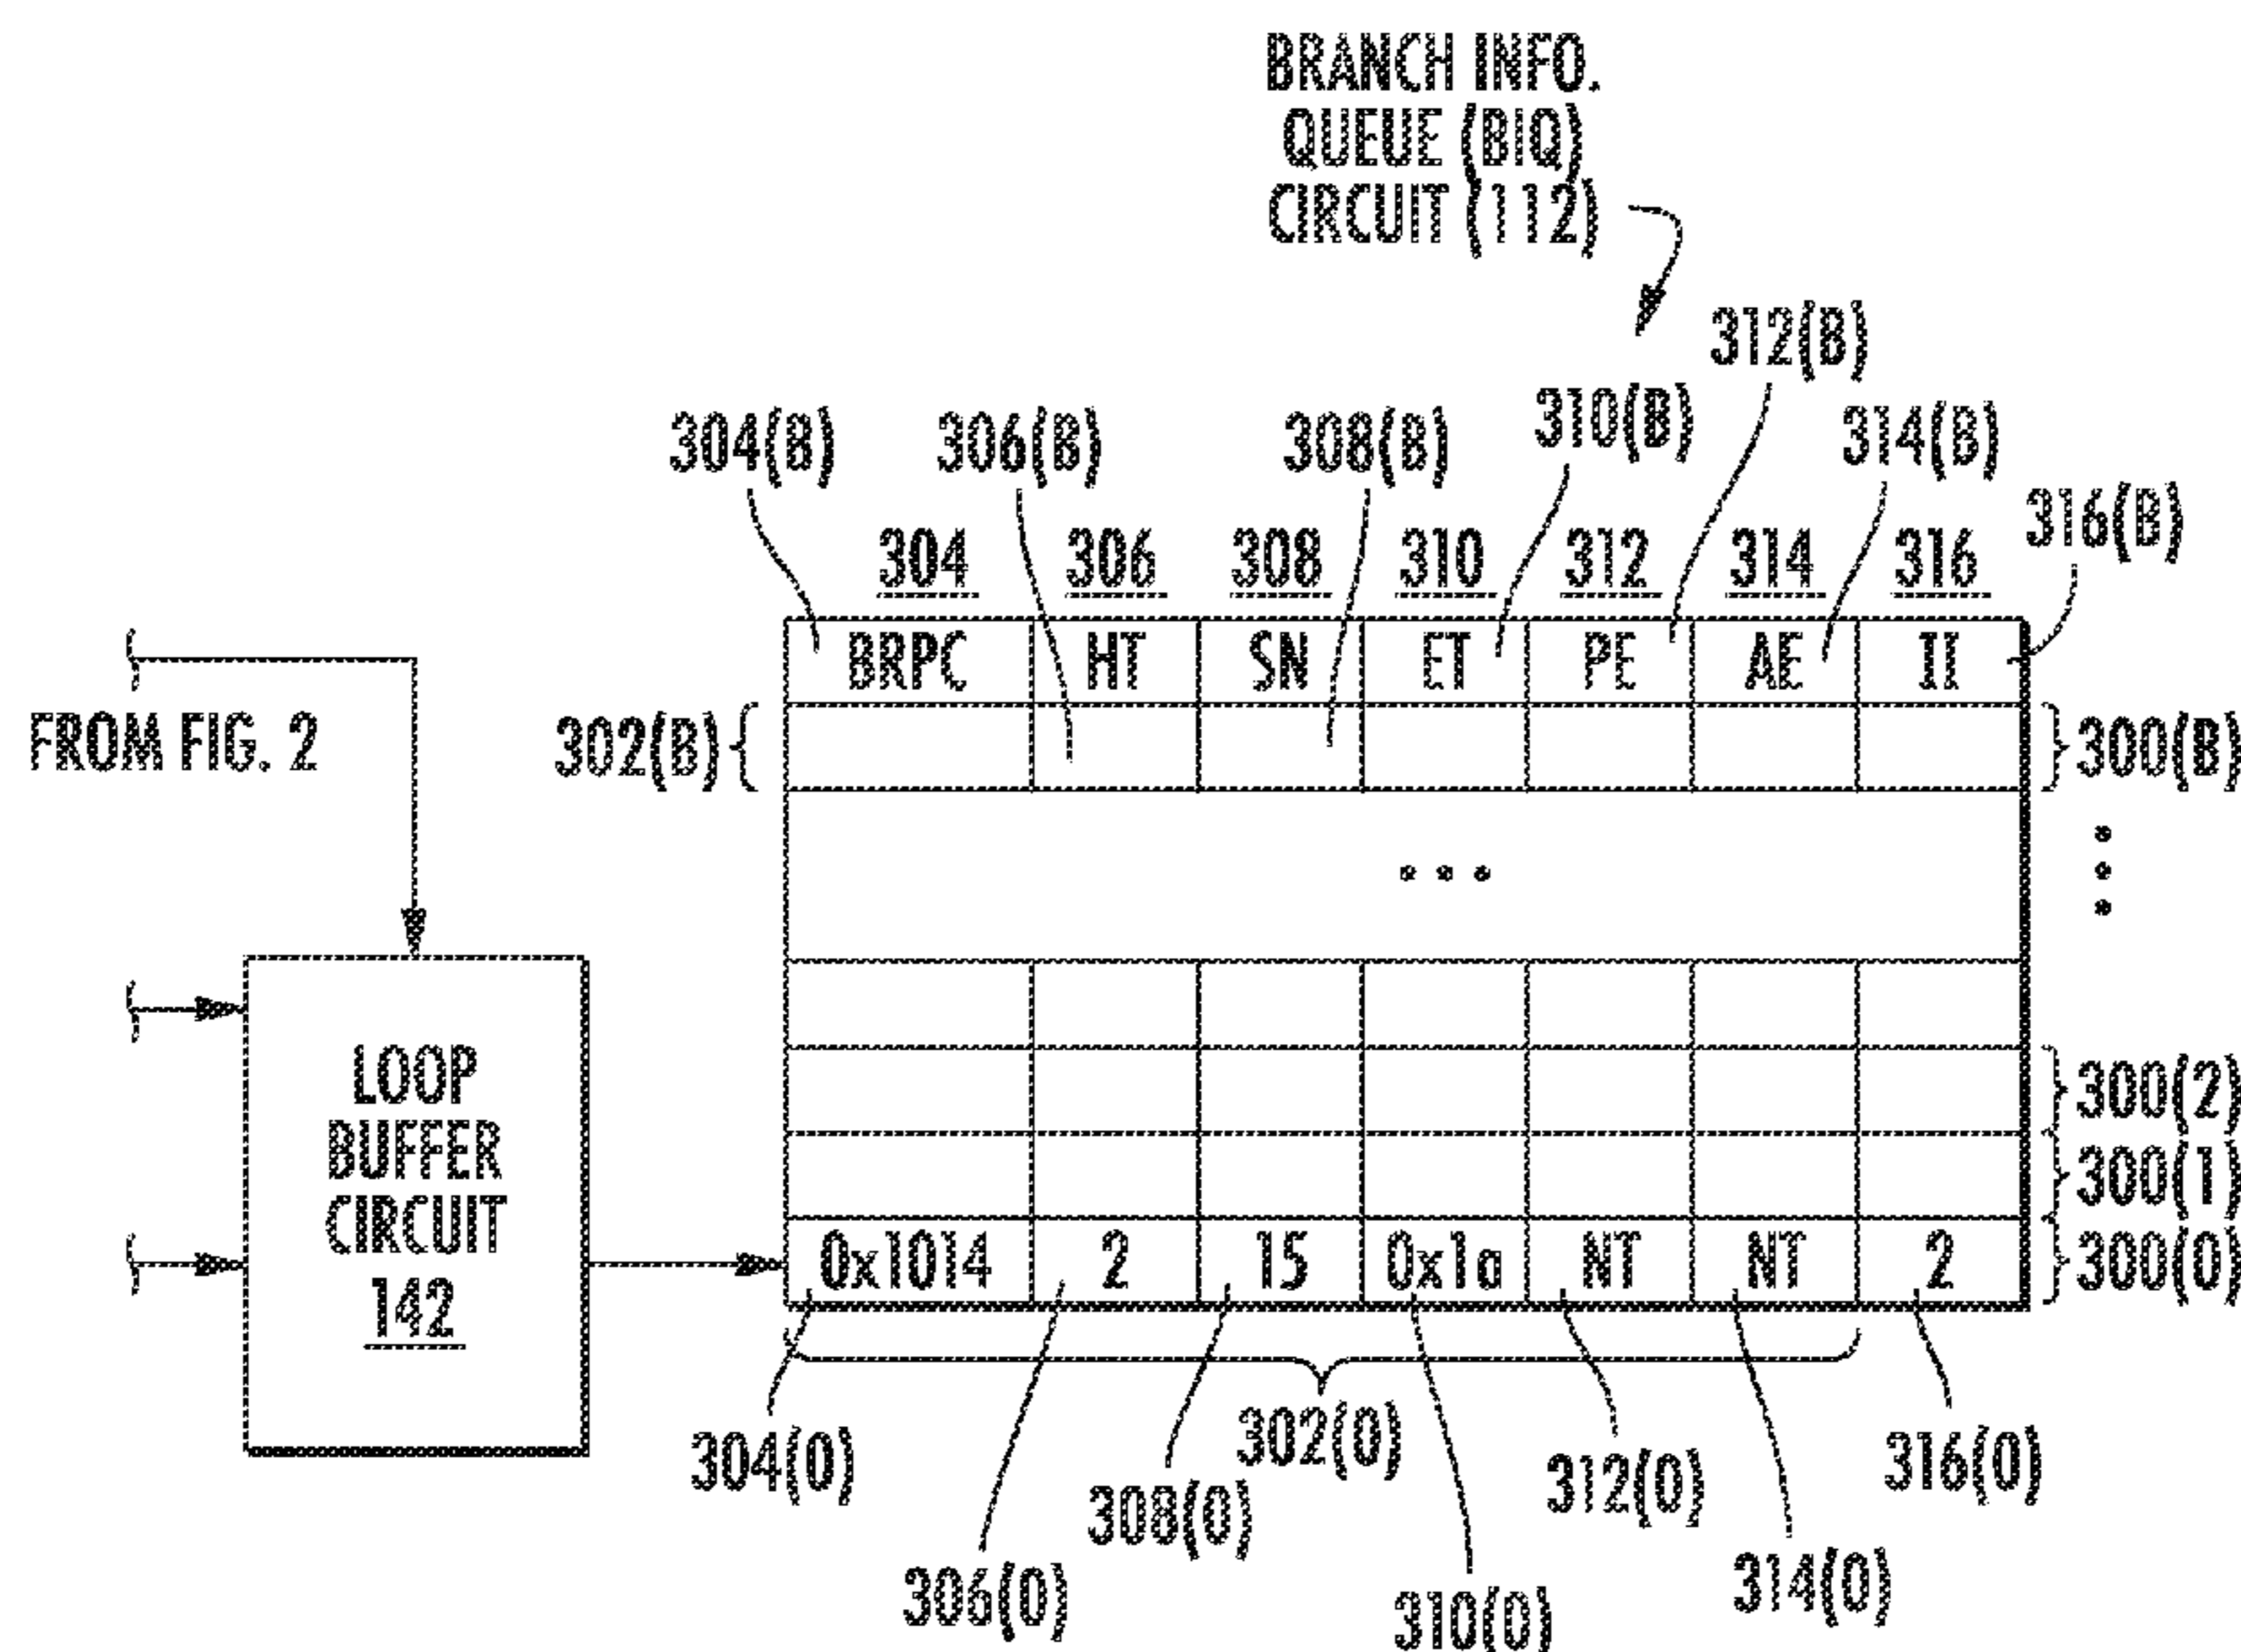 BRANCH INFO.
QUEUE (BIQ)
CIRCUIT (112)
312(B)
310(B)
304(B) 306(B) 308(B) 314(B)
316(B)
304 306 308 310 312 314 316
BRPC HT SN ET PE AE II
FROM FIG. 2
302(B) 300(B)
• • •
LOOP
BUFFER
CIRCUIT
142
300(2)
300(1)
0x1014 2 15 0x1a NT NT 2 300(0)
304(0) 302(0) 312(0) 316(0)
308(0)
306(0) 310(0) 314(0)